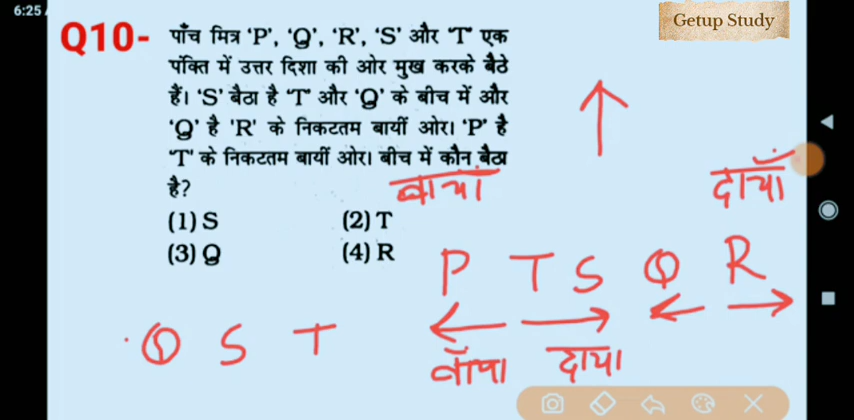 6:25
Getup Study
Q10- पाँच मित्र 'P', 'Q', 'R', 'S' और 'T' एक
पंक्ति में उत्तर दिशा की ओर मुख करके बैठे
हैं। 'S' बैठा है 'T' और 'Q' के बीच में और
'Q' है 'R' के निकटतम बायीं ओर। 'P' है
'T' के निकटतम बायीं ओर। बीच में कौन बैठा
है?
बायां दायाँ
(1) S (2) T
(3) Q (4) R
P T S Q R
Q S T
बाँया दाया